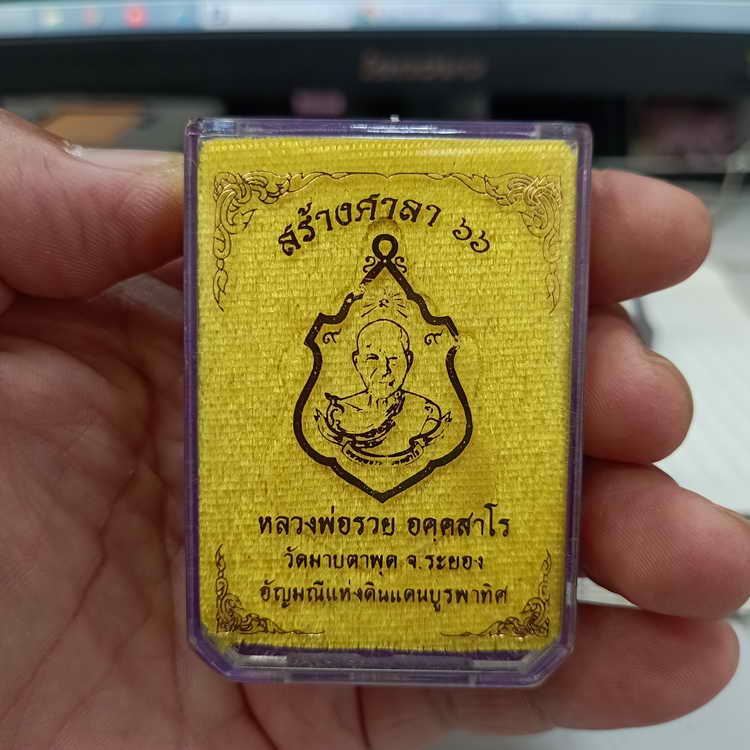 สร้างศาลา ๖๖
๙ ๙
หลวงพ่อรวย อคฺคสาโร
วัดมาบตาพุด จ.ระยอง
อัญมณีแห่งดินแดนบูรพาทิศ